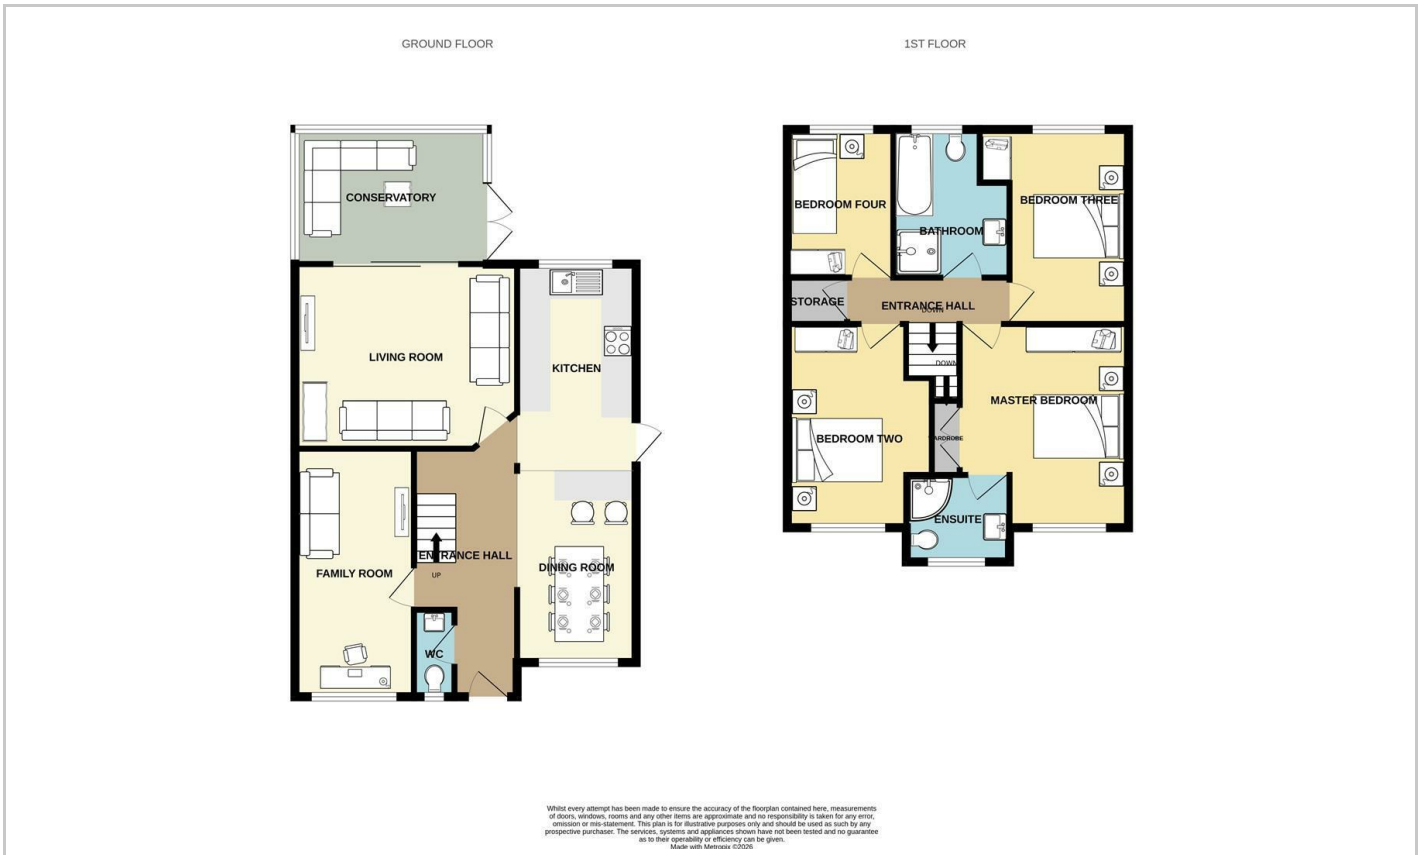 GROUND FLOOR
1ST FLOOR
CONSERVATORY
LIVING ROOM
KITCHEN
FAMILY ROOM
ENTRANCE HALL
UP
DINING ROOM
WC
BEDROOM FOUR
BATHROOM
BEDROOM THREE
STORAGE
ENTRANCE HALL
DOWN
DOWN
MASTER BEDROOM
BEDROOM TWO
WARDROBE
ENSUITE
Whilst every attempt has been made to ensure the accuracy of the floorplan contained here, measurements
of doors, windows, rooms and any other items are approximate and no responsibility is taken for any error,
omission or mis-statement. This plan is for illustrative purposes only and should be used as such by any
prospective purchaser. The services, systems and appliances shown have not been tested and no guarantee
as to their operability or efficiency can be given.
Made with Metropix ©2026